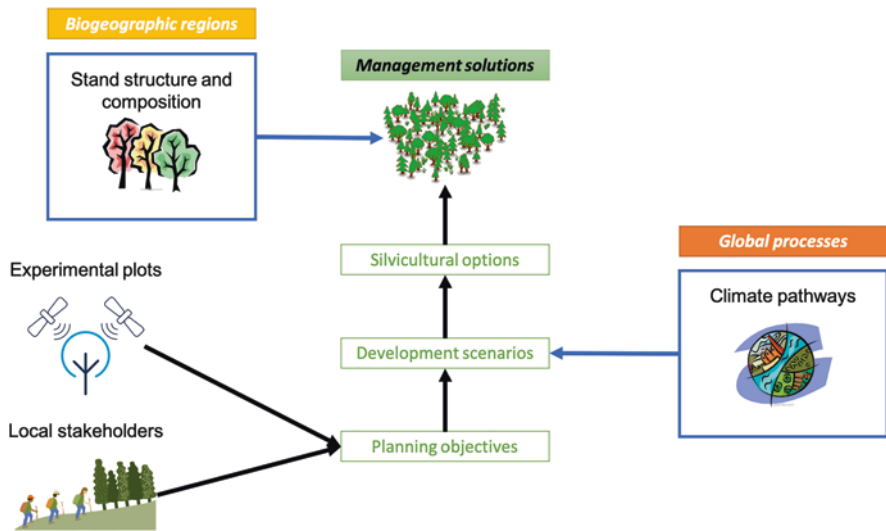 Biogeographic regions
Stand structure and
composition
Management solutions
Global processes
Silvicultural options
Experimental plots
Climate pathways
Development scenarios
Local stakeholders
Planning objectives